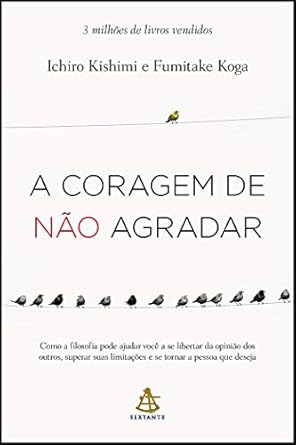 3 milhões de livros vendidos
Ichiro Kishimi e Fumitake Koga
A CORAGEM DE
NÃO AGRADAR
Como a filosofia pode ajudar você a se libertar da opinião dos
outros, superar suas limitações e se tornar a pessoa que deseja
SEXTANTE